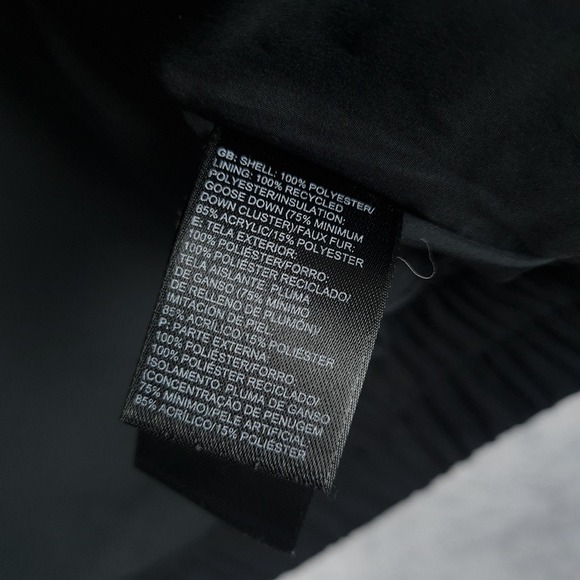 GB: SHELL: 100% POLYESTER/
LINING: 100% RECYCLED
POLYESTER/INSULATION:
GOOSE DOWN (75% MINIMUM
DOWN CLUSTER)/FAUX FUR:
85% ACRYLIC/15% POLYESTER
E: TELA EXTERIOR:
100% POLIÉSTER/FORRO:
100% POLIÉSTER RECICLADO/
TELA AISLANTE: PLUMA
DE GANSO (75% MÍNIMO
DE RELLENO DE PLUMÓN)/
IMITACIÓN DE PIEL:
85% ACRÍLICO/15% POLIÉSTER
P: PARTE EXTERNA:
100% POLIÉSTER/FORRO:
100% POLIÉSTER RECICLADO/
ISOLAMENTO: PLUMA DE GANSO
(CONCENTRAÇÃO DE PENUGEM
75% MÍNIMO)/PELE ARTIFICIAL:
85% ACRÍLICO/15% POLIÉSTER